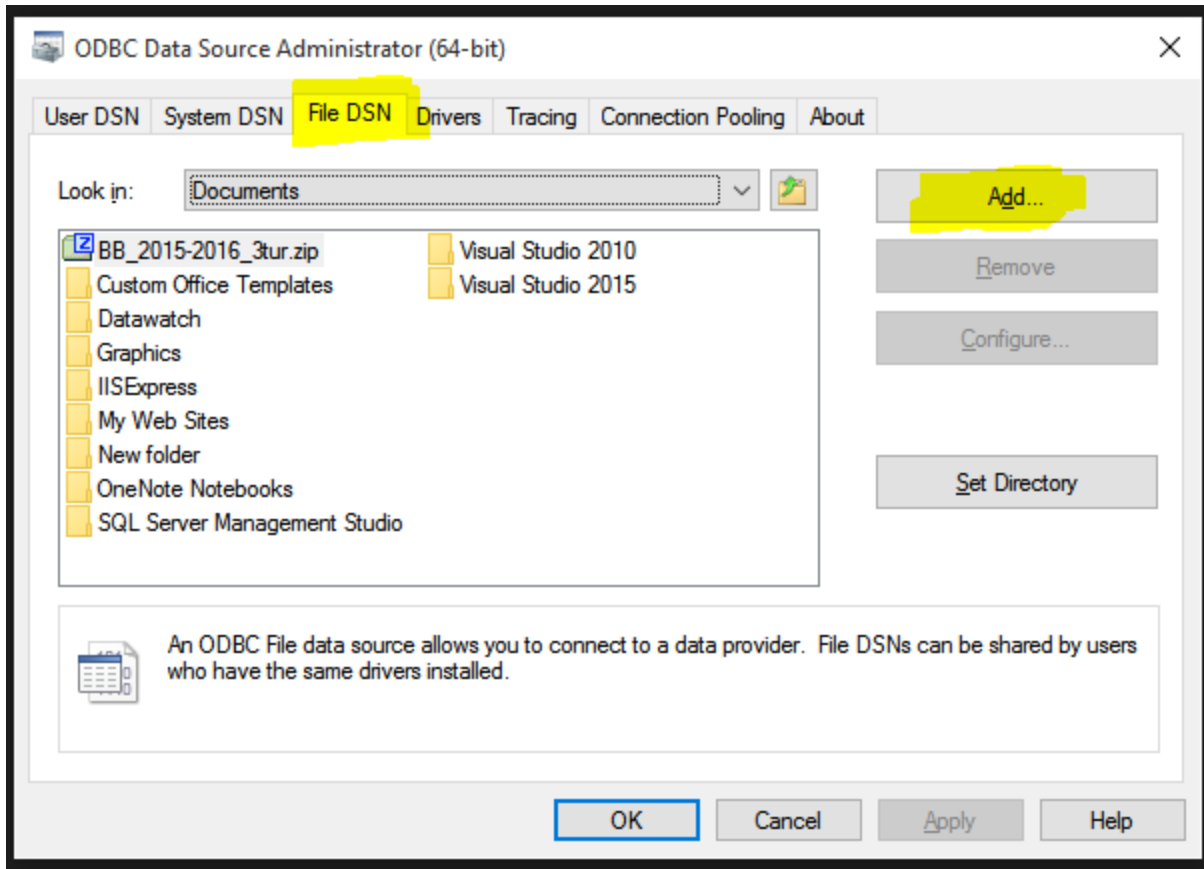 ODBC Data Source Administrator (64-bit)
User DSN System DSN File DSN Drivers Tracing Connection Pooling About
Look in: Documents
Add...
BB_2015-2016_3tur.zip Visual Studio 2010
Custom Office Templates Visual Studio 2015
Datawatch
Graphics
IISExpress
My Web Sites
New folder
OneNote Notebooks
SQL Server Management Studio
Remove
Configure...
Set Directory
An ODBC File data source allows you to connect to a data provider. File DSNs can be shared by users
who have the same drivers installed.
OK Cancel Apply Help